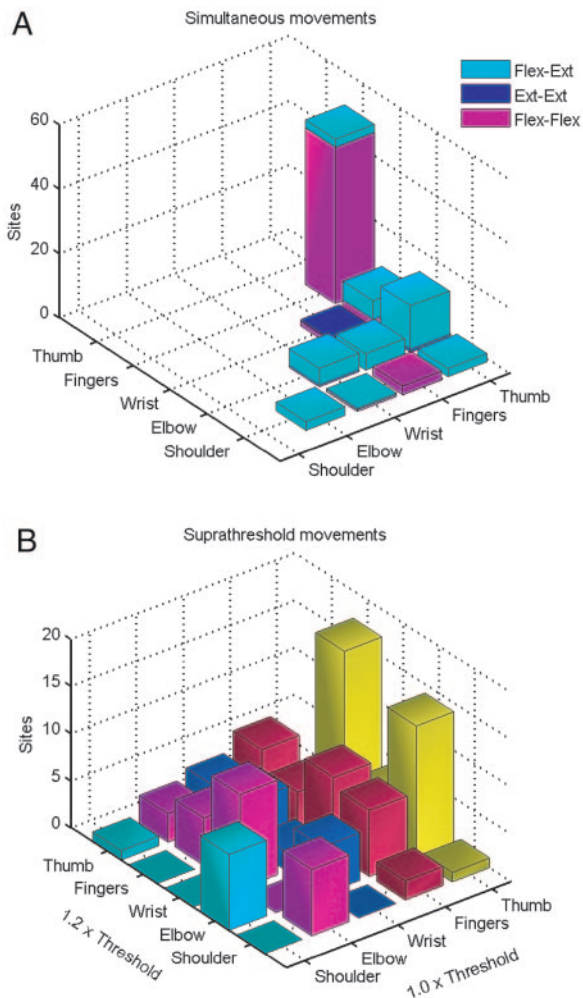 A
Simultaneous movements
Flex-Ext
Ext-Ext
Flex-Flex
60
40
20
0
Sites
Thumb
Fingers
Wrist
Elbow
Shoulder
Thumb
Fingers
Wrist
Elbow
Shoulder
B
Suprathreshold movements
20
15
10
5
0
Sites
Thumb
Fingers
Wrist
Elbow
Shoulder
1.2 x Threshold
Thumb
Fingers
Wrist
Elbow
Shoulder
1.0 x Threshold